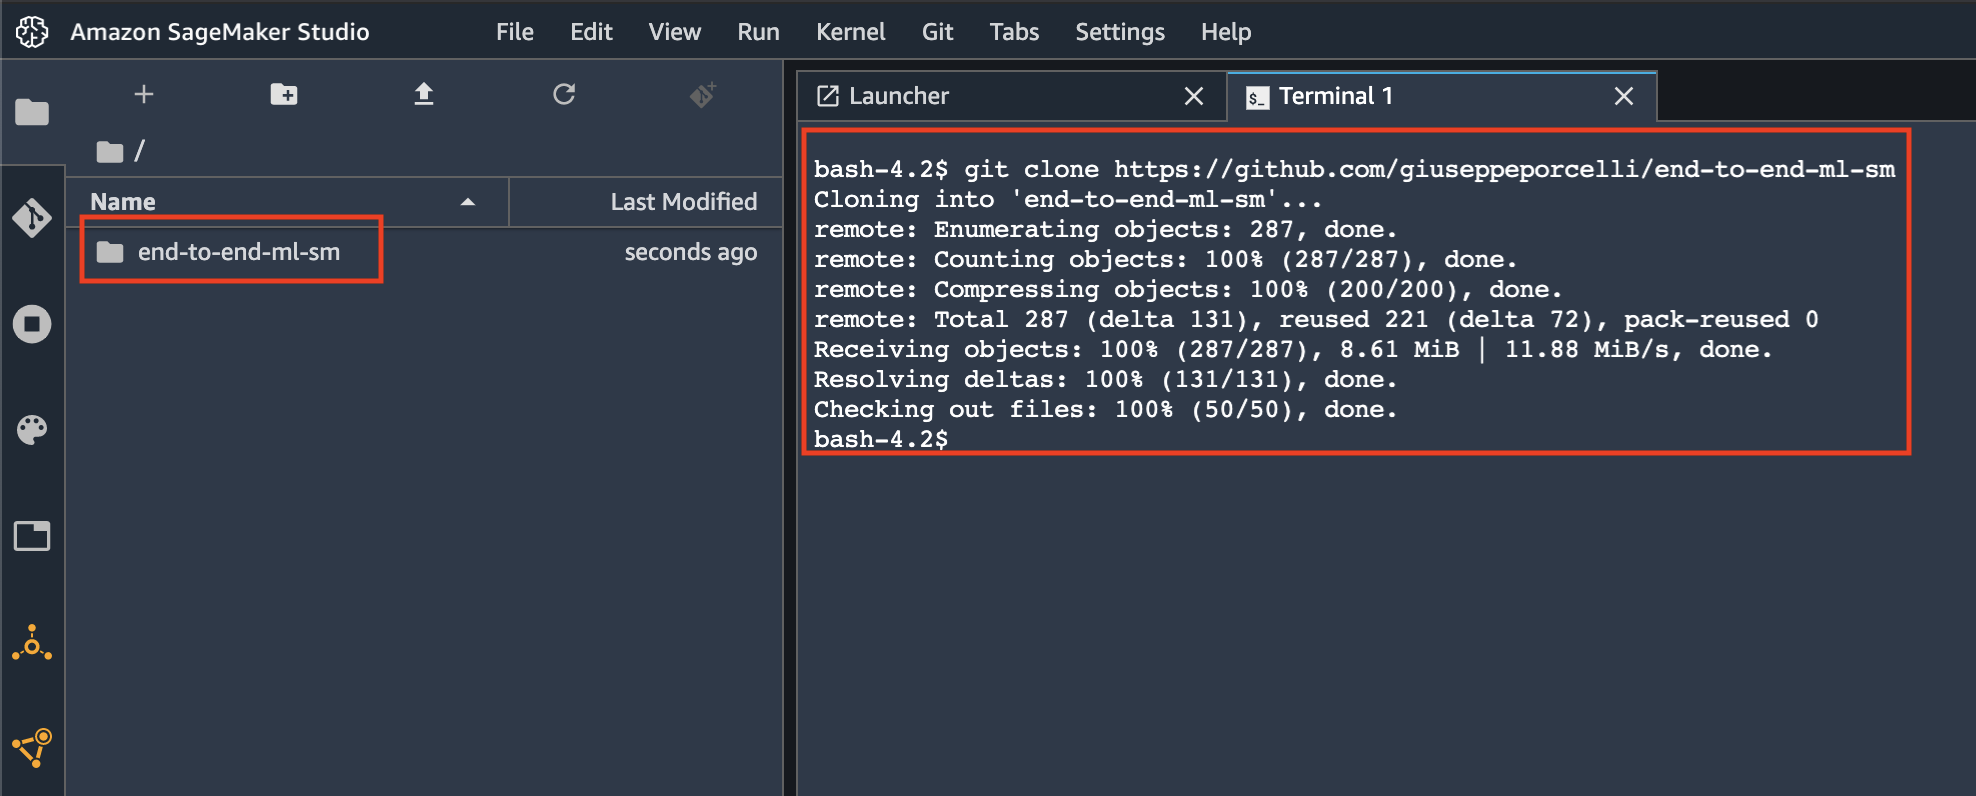 Amazon SageMaker Studio File Edit View Run Kernel Git Tabs Settings Help
/
Name Last Modified
end-to-end-ml-sm seconds ago
Launcher $_ Terminal 1
bash-4.2$ git clone https://github.com/giuseppeporcelli/end-to-end-ml-sm
Cloning into 'end-to-end-ml-sm'...
remote: Enumerating objects: 287, done.
remote: Counting objects: 100% (287/287), done.
remote: Compressing objects: 100% (200/200), done.
remote: Total 287 (delta 131), reused 221 (delta 72), pack-reused 0
Receiving objects: 100% (287/287), 8.61 MiB | 11.88 MiB/s, done.
Resolving deltas: 100% (131/131), done.
Checking out files: 100% (50/50), done.
bash-4.2$